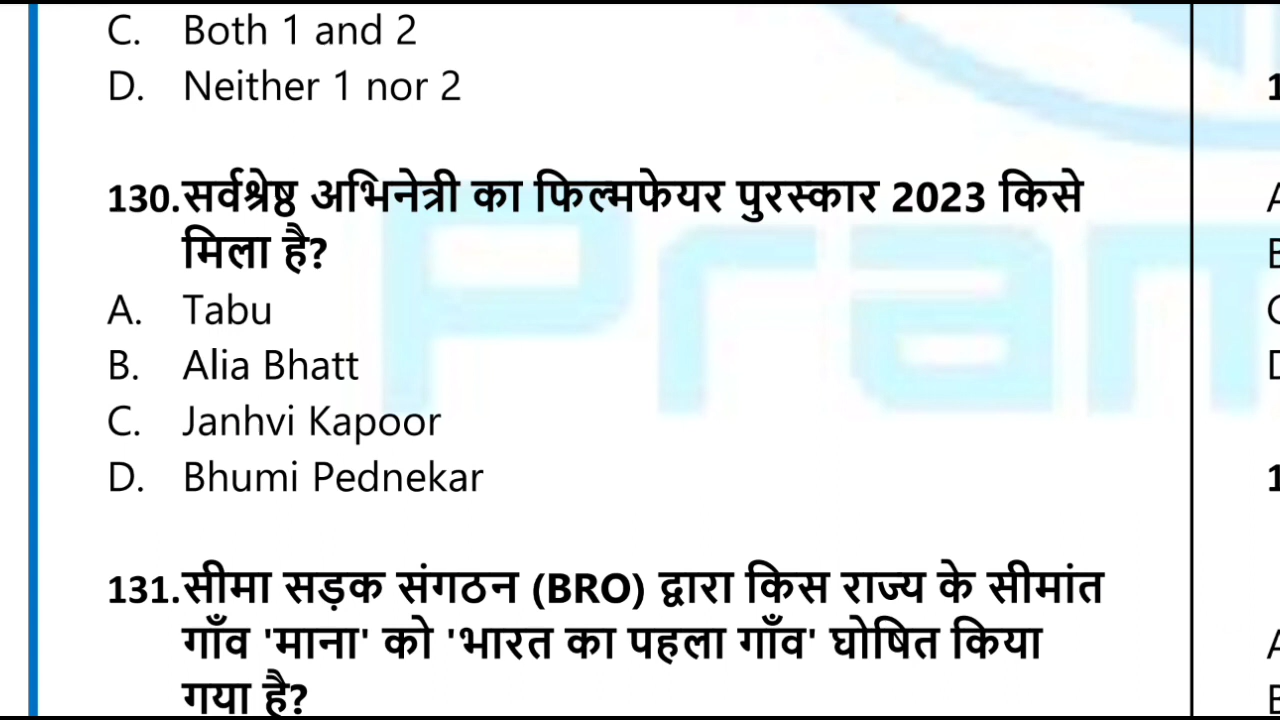 C. Both 1 and 2
D. Neither 1 nor 2
130.सर्वश्रेष्ठ अभिनेत्री का फिल्मफेयर पुरस्कार 2023 किसे
मिला है?
A. Tabu
B. Alia Bhatt
C. Janhvi Kapoor
D. Bhumi Pednekar
131.सीमा सड़क संगठन (BRO) द्वारा किस राज्य के सीमांत
गाँव 'माना' को 'भारत का पहला गाँव' घोषित किया
गया है?